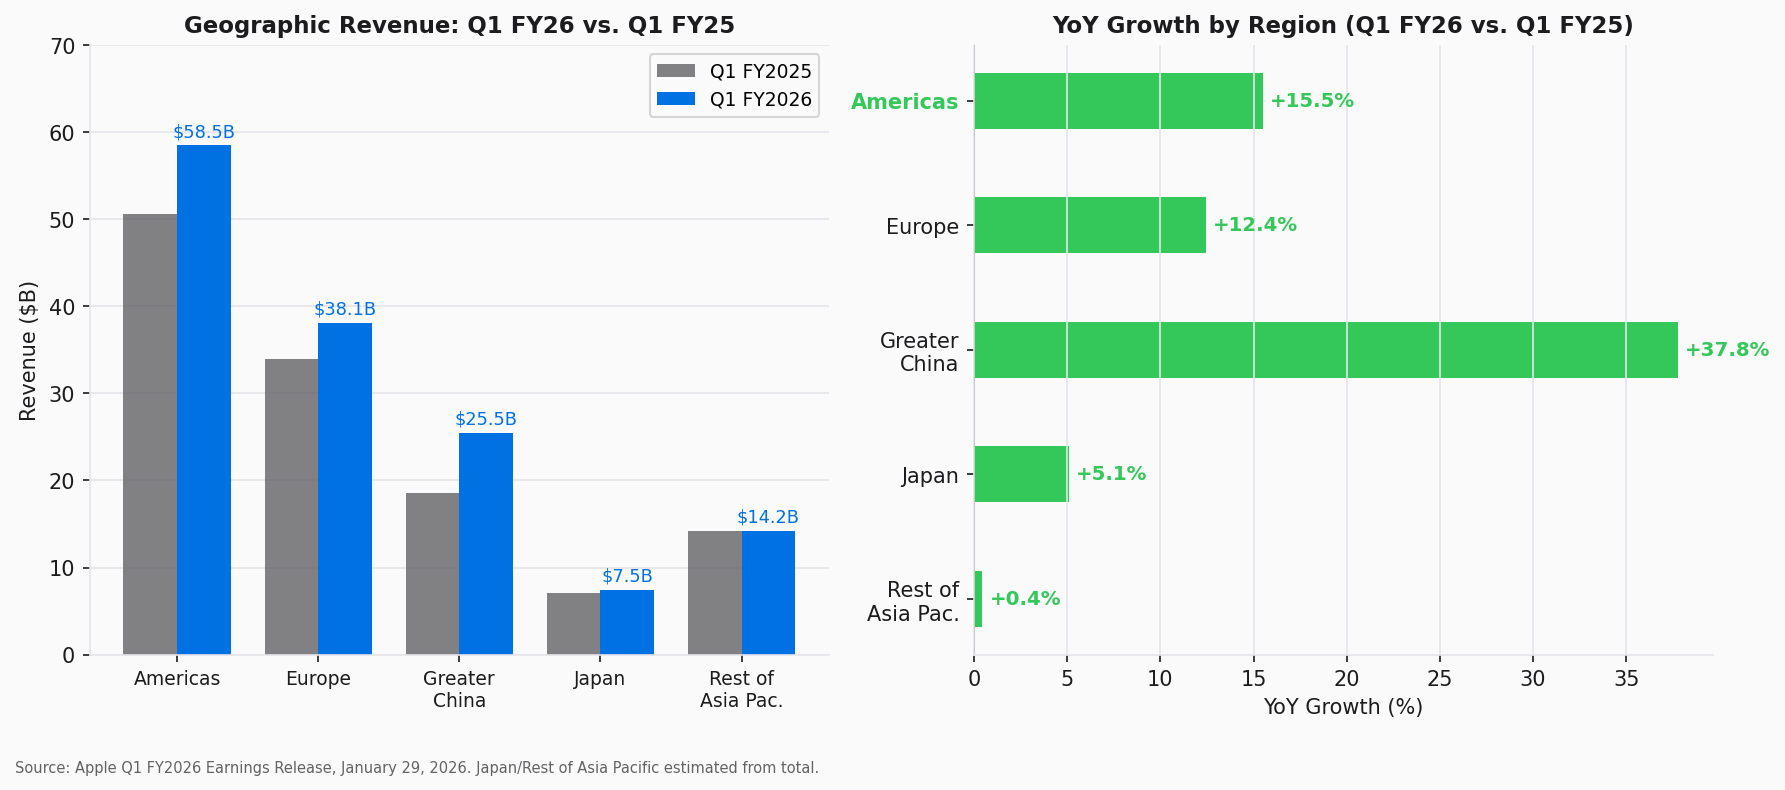 Geographic Revenue: Q1 FY26 vs. Q1 FY25
70
60
50
40
30
20
10
0
Revenue ($B)
Q1 FY2025
Q1 FY2026
$58.5B
$38.1B
$25.5B
$7.5B
$14.2B
Americas
Europe
Greater
China
Japan
Rest of
Asia Pac.
YoY Growth by Region (Q1 FY26 vs. Q1 FY25)
Americas
+15.5%
Europe
+12.4%
Greater
China
+37.8%
Japan
+5.1%
Rest of
Asia Pac.
+0.4%
0 5 10 15 20 25 30 35
YoY Growth (%)
Source: Apple Q1 FY2026 Earnings Release, January 29, 2026. Japan/Rest of Asia Pacific estimated from total.